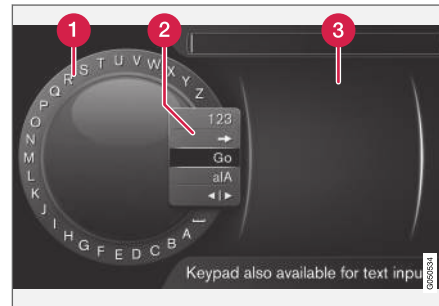 1
2
3
A B C D E F G H I J K L M N O P Q R S T U V W X Y Z
123
Go
a|A
Keypad also available for text inpu
G050534